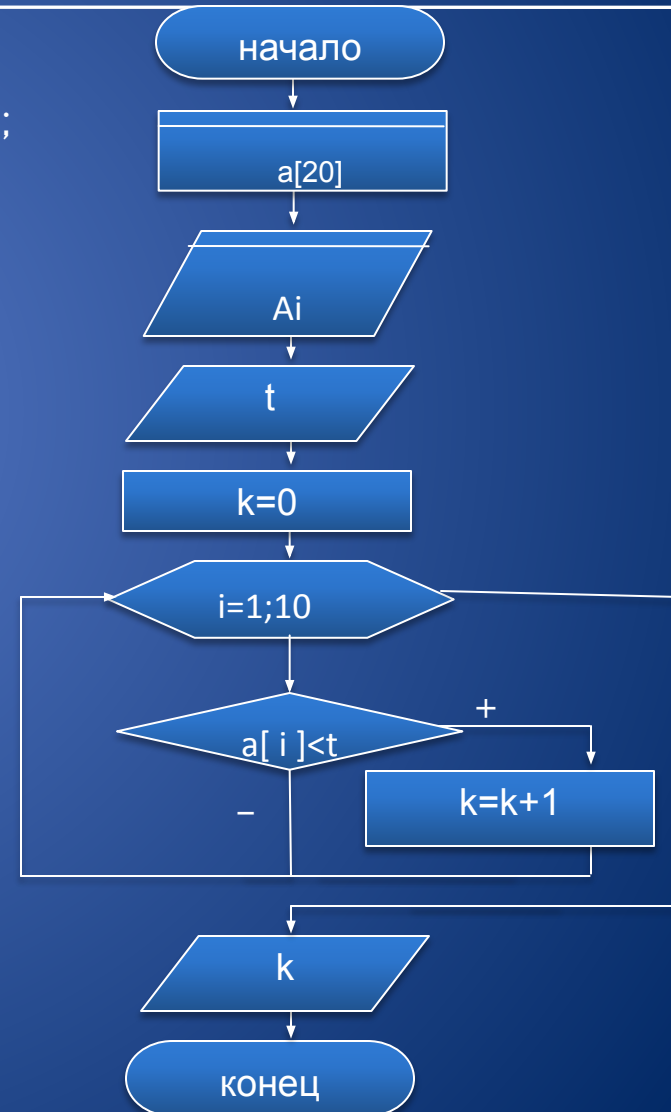 начало
;
a[20]
Ai
t
k=0
i=1;10
+
a[ i ]<t
k=k+1
–
k
конец